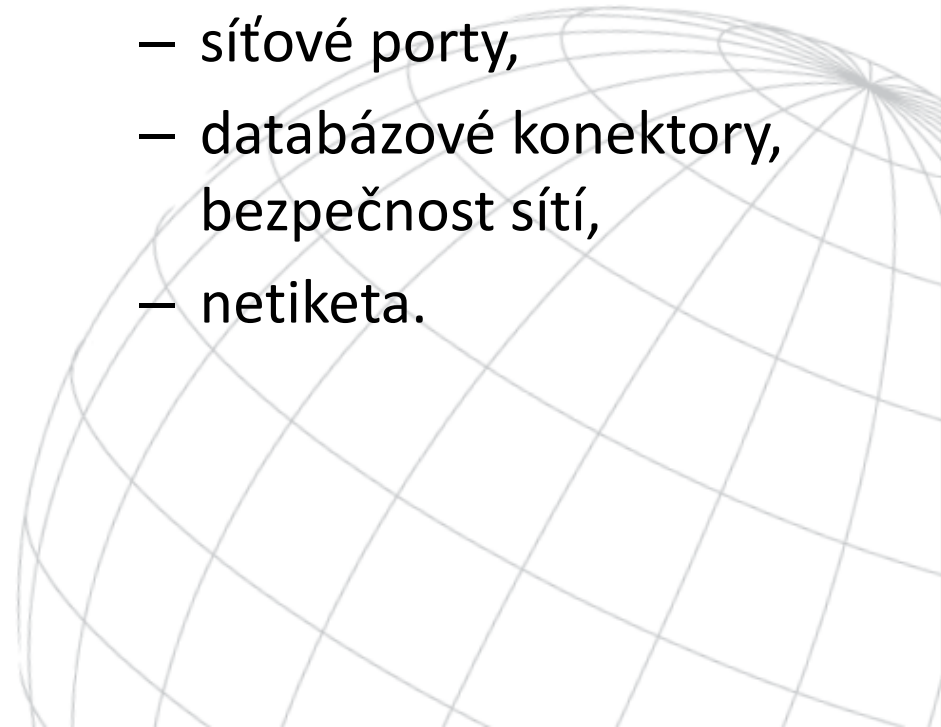 – síťové porty,
– databázové konektory,
bezpečnost sítí,
– netiketa.